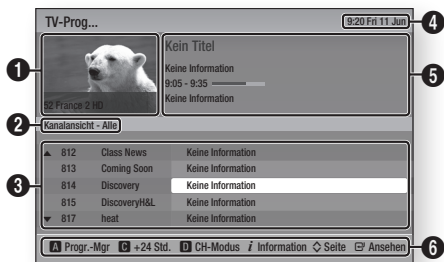 TV-Prog...
9:20 Fri 11 Jun
4
1
52 France 2 HD
Kein Titel
Keine Information
9:05 - 9:35
Keine Information
5
2
Kanalansicht - Alle
3
▲ 812 Class News Keine Information
813 Coming Soon Keine Information
814 Discovery Keine Information
815 DiscoveryH&L Keine Information
▼ 817 heat Keine Information
A Progr.-Mgr C +24 Std. D CH-Modus i Information Seite Ansehen
6